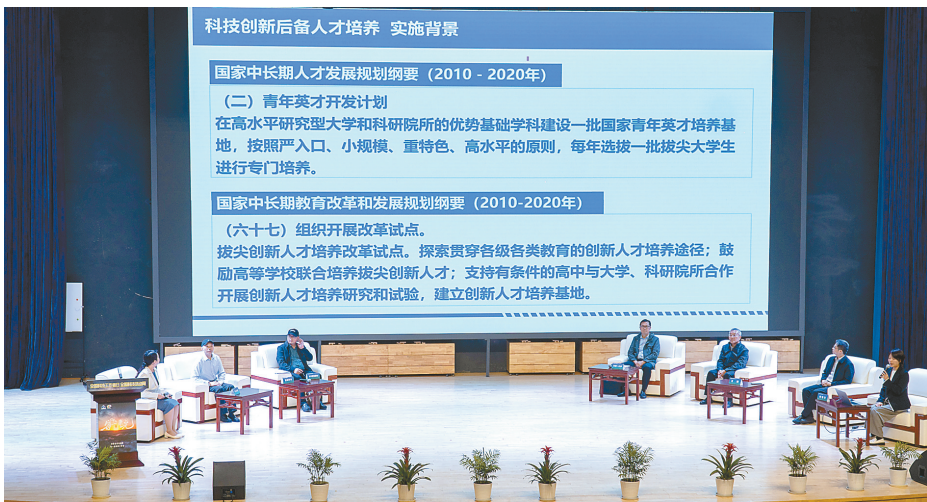 科技创新后备人才培养 实施背景
国家中长期人才发展规划纲要（2010 - 2020年）
（二）青年英才开发计划
在高水平研究型大学和科研院所的优势基础学科建设一批国家青年英才培养基
地，按照严入口、小规模、重特色、高水平的原则，每年选拔一批拔尖大学生
进行专门培养。
国家中长期教育改革和发展规划纲要（2010-2020年）
（六十七）组织开展改革试点。
拔尖创新人才培养改革试点。探索贯穿各级各类教育的创新人才培养途径；鼓
励高等学校联合培养拔尖创新人才；支持有条件的高中与大学、科研院所合作
开展创新人才培养研究和试验，建立创新人才培养基地。